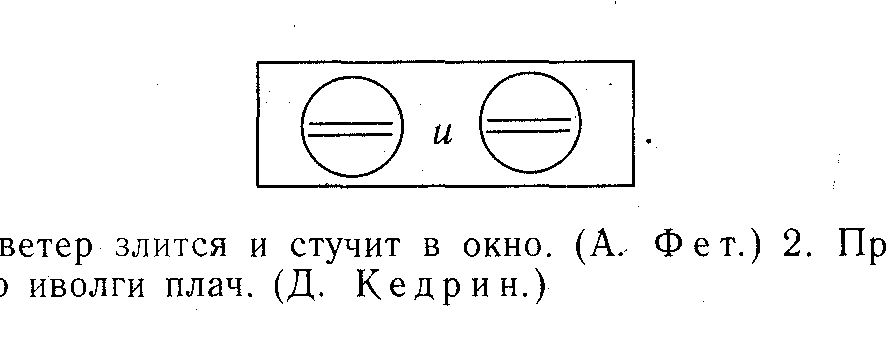 и .
ветер злится и стучит в окно. (А. Фет.) 2. Пр
о иволги плач. (Д. Кедрин.)